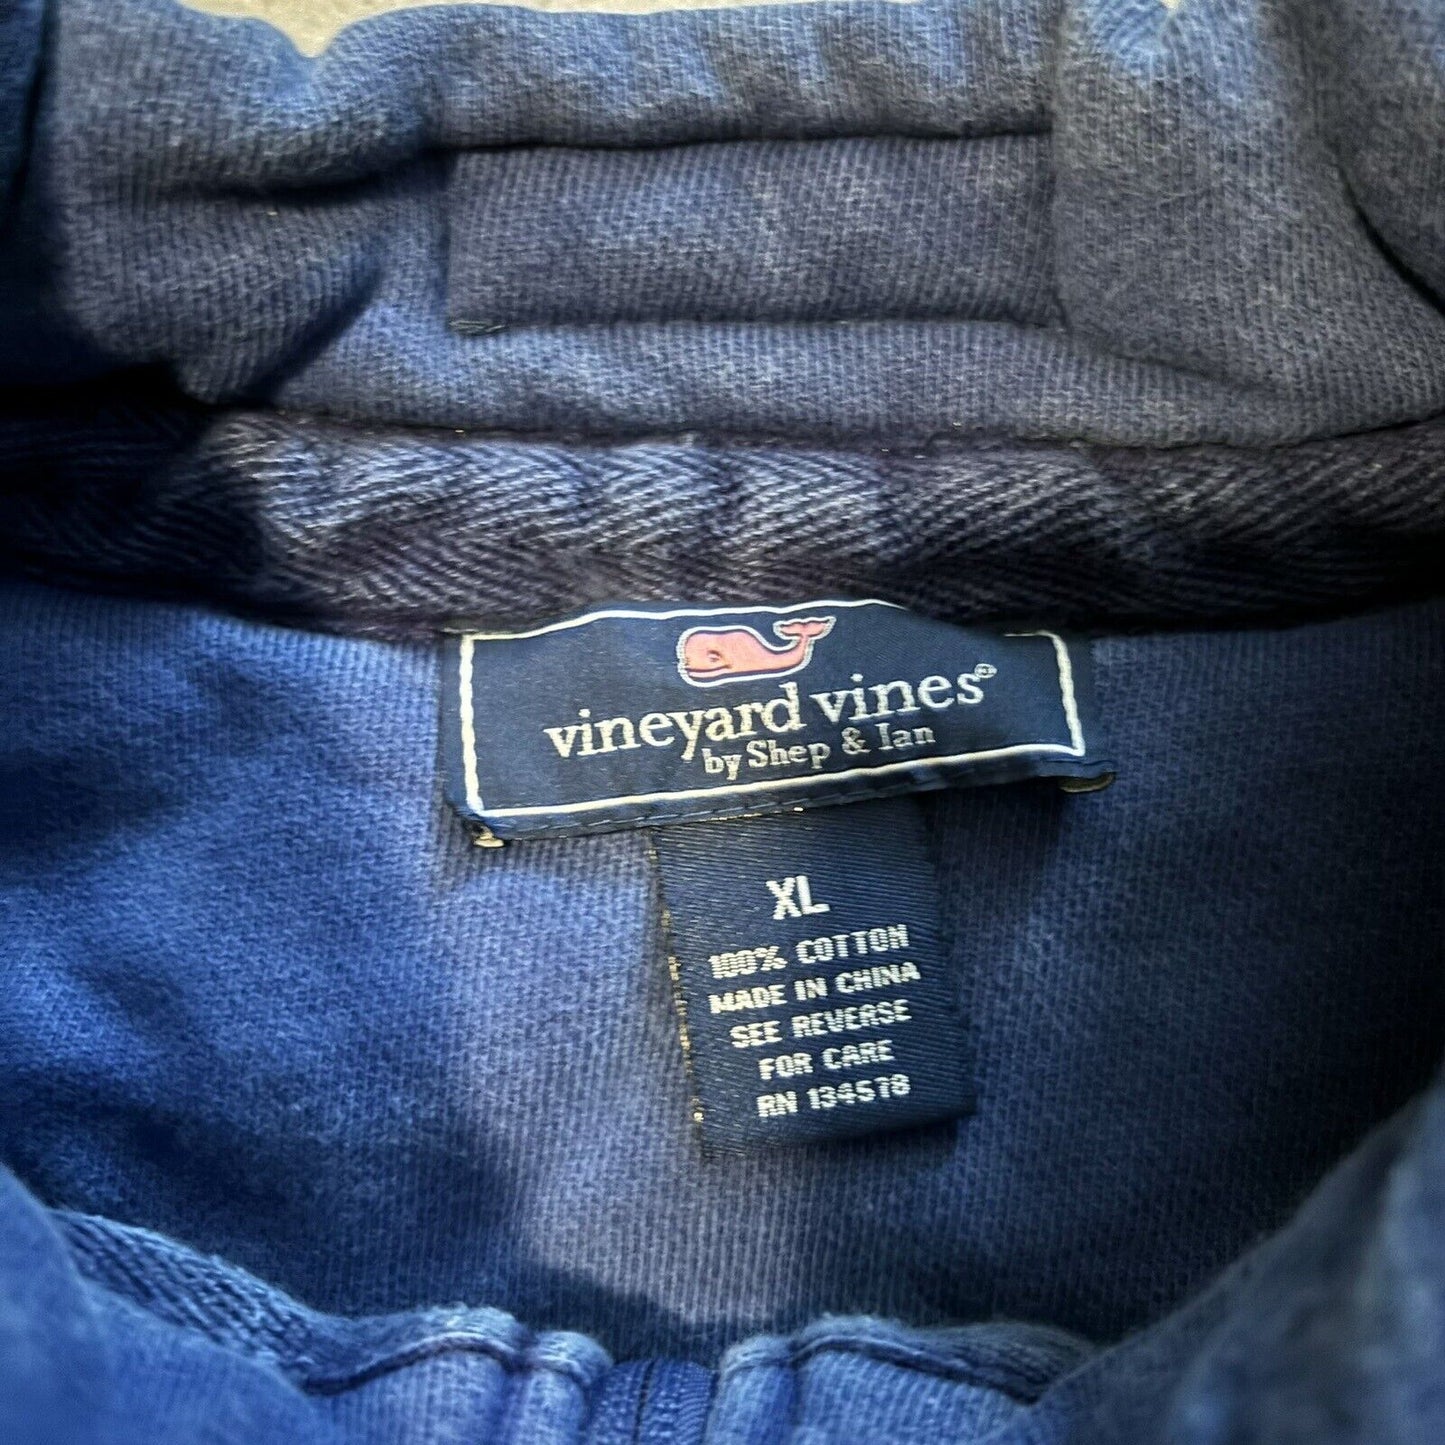 vineyard vines®
by Shep & Ian
XL
100% COTTON
MADE IN CHINA
SEE REVERSE
FOR CARE
RN 134578